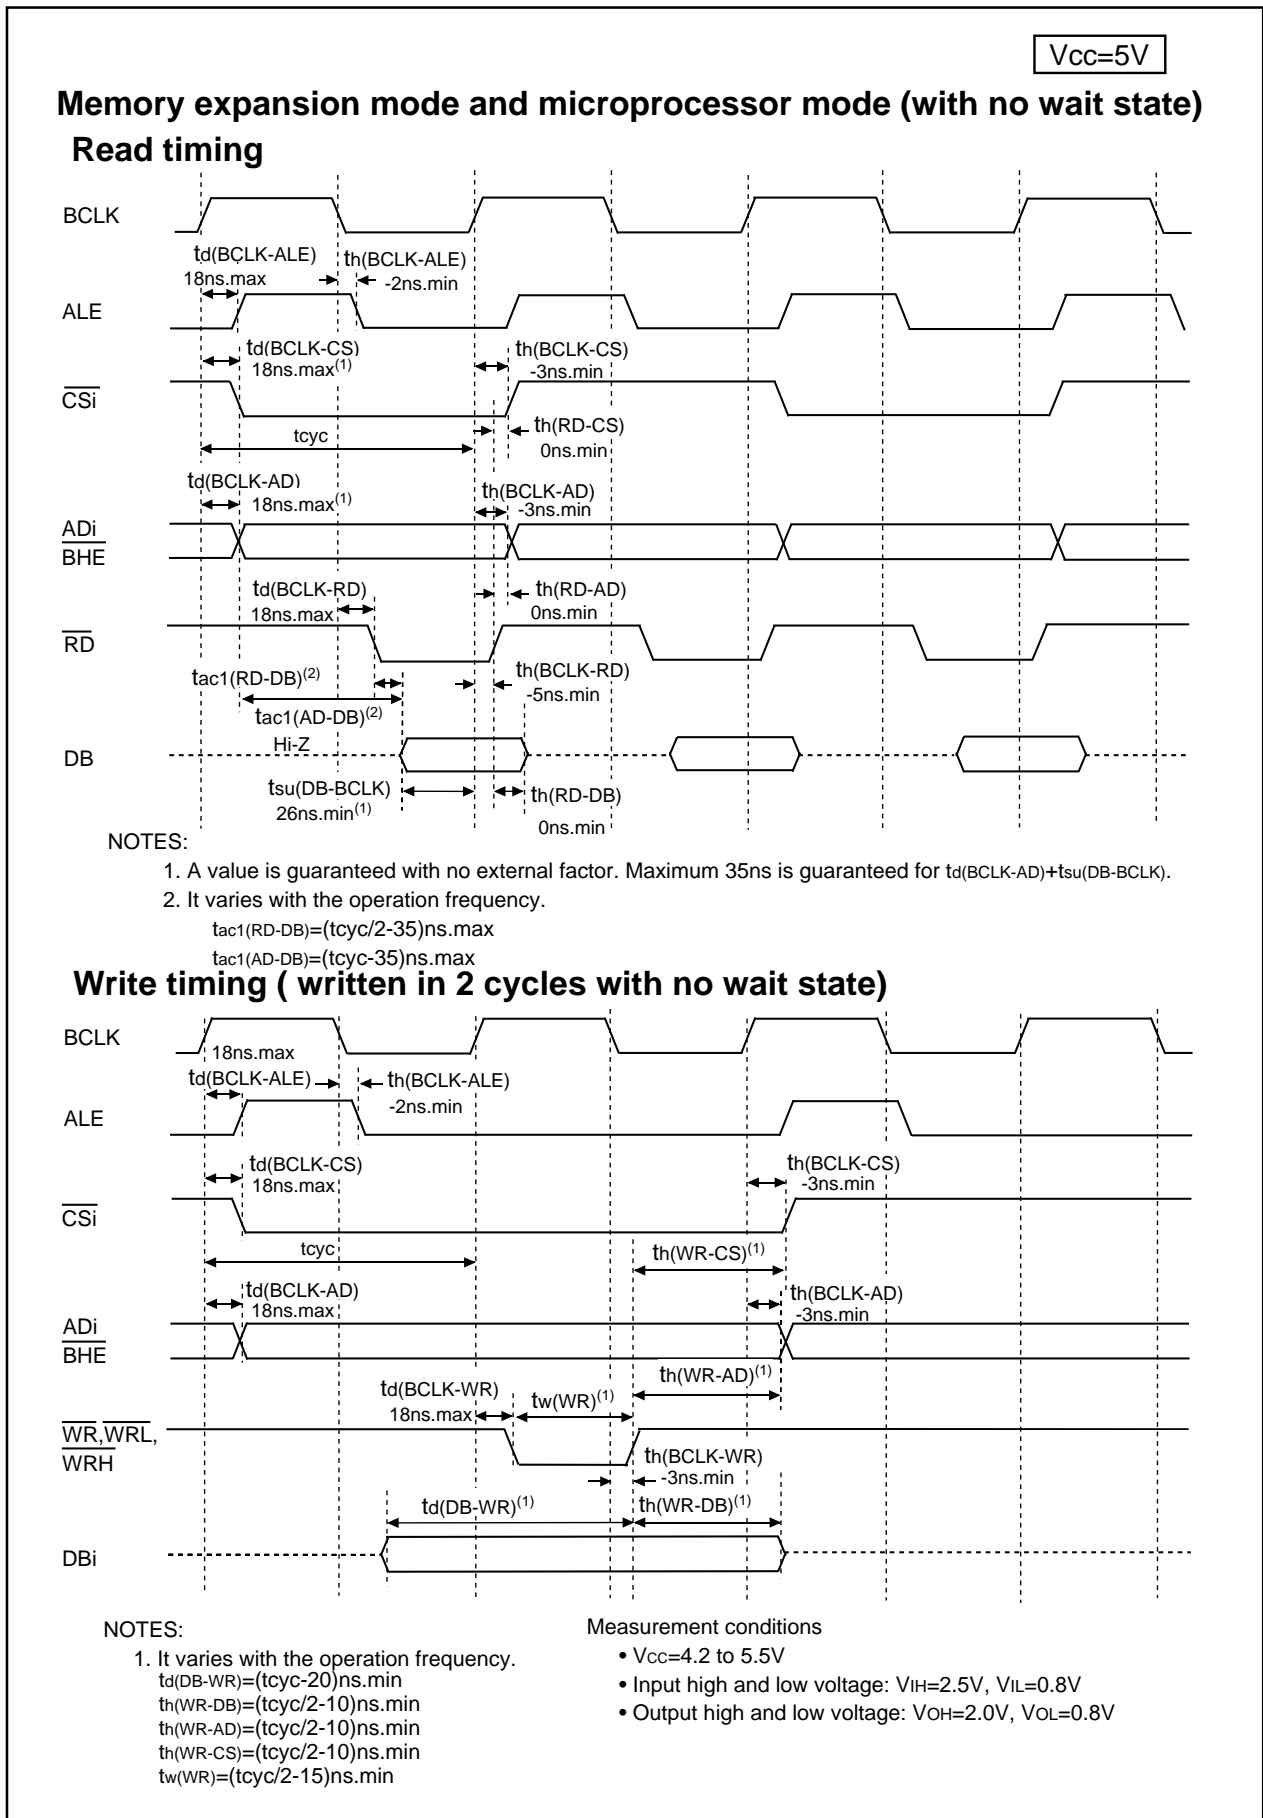 Vcc=5V
Memory expansion mode and microprocessor mode (with no wait state)
Read timing
BCLK
td(BCLK-ALE)
18ns.max
th(BCLK-ALE)
-2ns.min
ALE
td(BCLK-CS)
18ns.max(1)
th(BCLK-CS)
-3ns.min
CSi
th(RD-CS)
0ns.min
tcyc
td(BCLK-AD)
18ns.max(1)
th(BCLK-AD)
-3ns.min
ADi
BHE
td(BCLK-RD)
18ns.max
th(RD-AD)
0ns.min
RD
tac1(RD-DB)(2)
th(BCLK-RD)
-5ns.min
tac1(AD-DB)(2)
Hi-Z
DB
tsu(DB-BCLK)
26ns.min(1)
th(RD-DB)
0ns.min
NOTES:
1. A value is guaranteed with no external factor. Maximum 35ns is guaranteed for td(BCLK-AD)+tsu(DB-BCLK).
2. It varies with the operation frequency.
tac1(RD-DB)=(tcyc/2-35)ns.max
tac1(AD-DB)=(tcyc-35)ns.max
Write timing ( written in 2 cycles with no wait state)
BCLK
18ns.max
td(BCLK-ALE)
th(BCLK-ALE)
-2ns.min
ALE
td(BCLK-CS)
18ns.max
th(BCLK-CS)
-3ns.min
CSi
tcyc
th(WR-CS)(1)
td(BCLK-AD)
18ns.max
th(BCLK-AD)
-3ns.min
ADi
BHE
th(WR-AD)(1)
td(BCLK-WR)
18ns.max
tw(WR)(1)
WR,WRL,
WRH
th(BCLK-WR)
-3ns.min
td(DB-WR)(1)
th(WR-DB)(1)
DBi
NOTES:
1. It varies with the operation frequency.
td(DB-WR)=(tcyc-20)ns.min
th(WR-DB)=(tcyc/2-10)ns.min
th(WR-AD)=(tcyc/2-10)ns.min
th(WR-CS)=(tcyc/2-10)ns.min
tw(WR)=(tcyc/2-15)ns.min
Measurement conditions
• VCC=4.2 to 5.5V
• Input high and low voltage: VIH=2.5V, VIL=0.8V
• Output high and low voltage: VOH=2.0V, VOL=0.8V